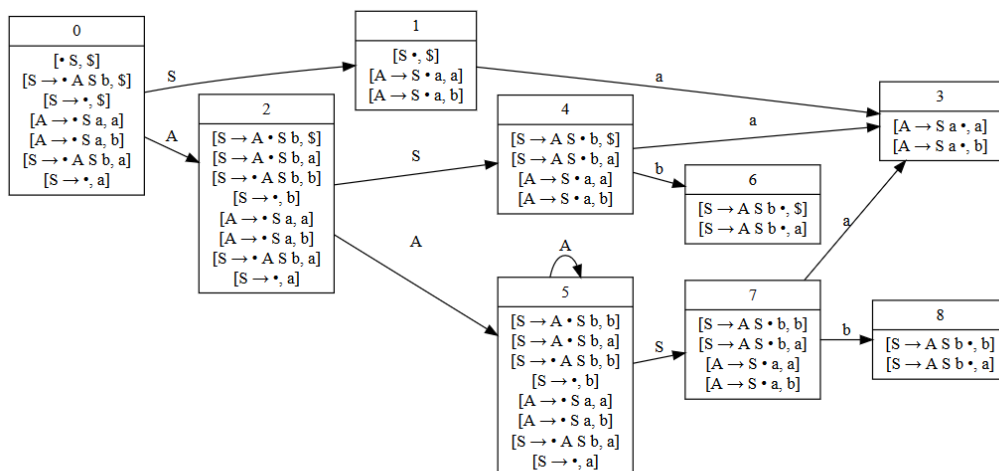 0
[• S, $]
[S → • A S b, $]
[S → •, $]
[A → • S a, a]
[A → • S a, b]
[S → • A S b, a]
[S → •, a]
S
A
1
[S •, $]
[A → S • a, a]
[A → S • a, b]
a
2
[S → A • S b, $]
[S → A • S b, a]
[S → • A S b, b]
[S → •, b]
[A → • S a, a]
[A → • S a, b]
[S → • A S b, a]
[S → •, a]
S
A
4
[S → A S • b, $]
[S → A S • b, a]
[A → S • a, a]
[A → S • a, b]
a
b
3
[A → S a •, a]
[A → S a •, b]
6
[S → A S b •, $]
[S → A S b •, a]
A
5
[S → A • S b, b]
[S → A • S b, a]
[S → • A S b, b]
[S → •, b]
[A → • S a, a]
[A → • S a, b]
[S → • A S b, a]
[S → •, a]
S
7
[S → A S • b, b]
[S → A S • b, a]
[A → S • a, a]
[A → S • a, b]
a
b
8
[S → A S b •, b]
[S → A S b •, a]